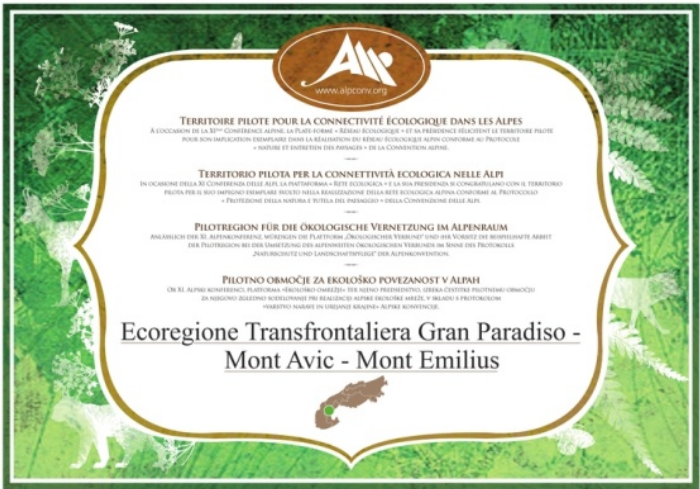 ALP
www.alpconv.org
TERRITOIRE PILOTE POUR LA CONNECTIVITÉ ÉCOLOGIQUE DANS LES ALPES
À L'OCCASION DE LA XIÈME CONFÉRENCE ALPINE, LA PLATE-FORME « RÉSEAU ÉCOLOGIQUE » ET SA PRÉSIDENCE FÉLICITENT LE TERRITOIRE PILOTE
POUR SON IMPLICATION EXEMPLAIRE DANS LA RÉALISATION DU RÉSEAU ÉCOLOGIQUE ALPIN CONFORME AU PROTOCOLE
« NATURE ET ENTRETIEN DES PAYSAGES » DE LA CONVENTION ALPINE.
TERRITORIO PILOTA PER LA CONNETTIVITÀ ECOLOGICA NELLE ALPI
IN OCASIONE DELLA XI CONFERENZA DELLE ALPI, LA PIATTAFORMA « RETE ECOLOGICA » E LA SUA PRESIDENZA SI CONGRATULANO CON IL TERRITORIO
PILOTA PER IL SUO IMPEGNO ESEMPLARE SVOLTO NELLA REALIZZAZIONE DELLA RETE ECOLOGICA ALPINA CONFORME AL PROTOCOLLO
« PROTEZIONE DELLA NATURA E TUTELA DEL PAESAGGIO » DELLA CONVENZIONE DELLE ALPI.
PILOTREGION FÜR DIE ÖKOLOGISCHE VERNETZUNG IM ALPENRAUM
ANLÄSSLICH DER XI. ALPENKONFERENZ, WÜRDIGEN DIE PLATTFORM „ÖKOLOGISCHER VERBUND" UND IHR VORSITZ DIE BEISPIELHAFTE ARBEIT
DER PILOTREGION BEI DER UMSETZUNG DES ALPENWEITEN ÖKOLOGISCHEN VERBUNDS IM SINNE DES PROTOKOLLS
„NATURSCHUTZ UND LANDSCHAFTSPFLEGE" DER ALPENKONVENTION.
PILOTNO OBMOČJE ZA EKOLOŠKO POVEZANOST V ALPAH
OB XI. ALPSKI KONFERENCI, PLATFORMA »EKOLOŠKO OMREŽJE« TER NJENO PREDSEDSTVO, IZREKA ČESTITKE PILOTNEMU OBMOČJU
ZA NJEGOVO ZGLEDNO SODELOVANJE PRI REALIZACIJI ALPSKE EKOLOŠKE MREŽE, V SKLADU S PROTOKOLOM
»VARSTVO NARAVE IN UREJANJE KRAJINE« ALPSKE KONVENCIJE.
Ecoregione Transfrontaliera Gran Paradiso -
Mont Avic - Mont Emilius